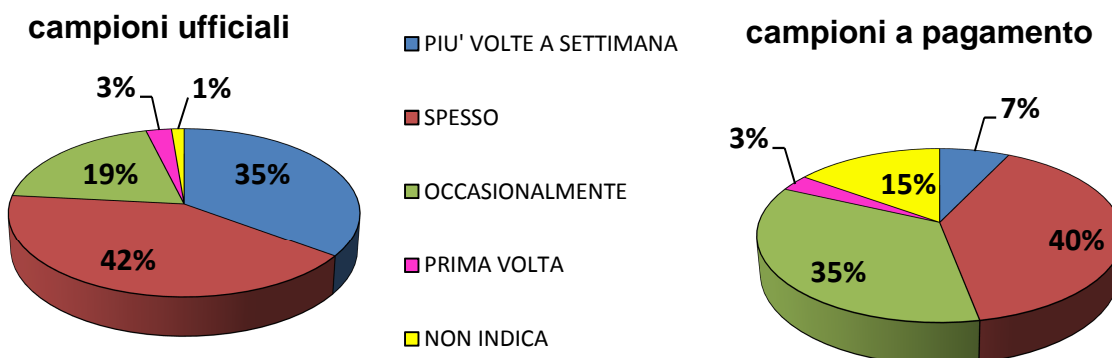 campioni ufficiali
3%
1%
19%
35%
42%
PIU' VOLTE A SETTIMANA
SPESSO
OCCASIONALMENTE
PRIMA VOLTA
NON INDICA
campioni a pagamento
7%
3%
15%
40%
35%